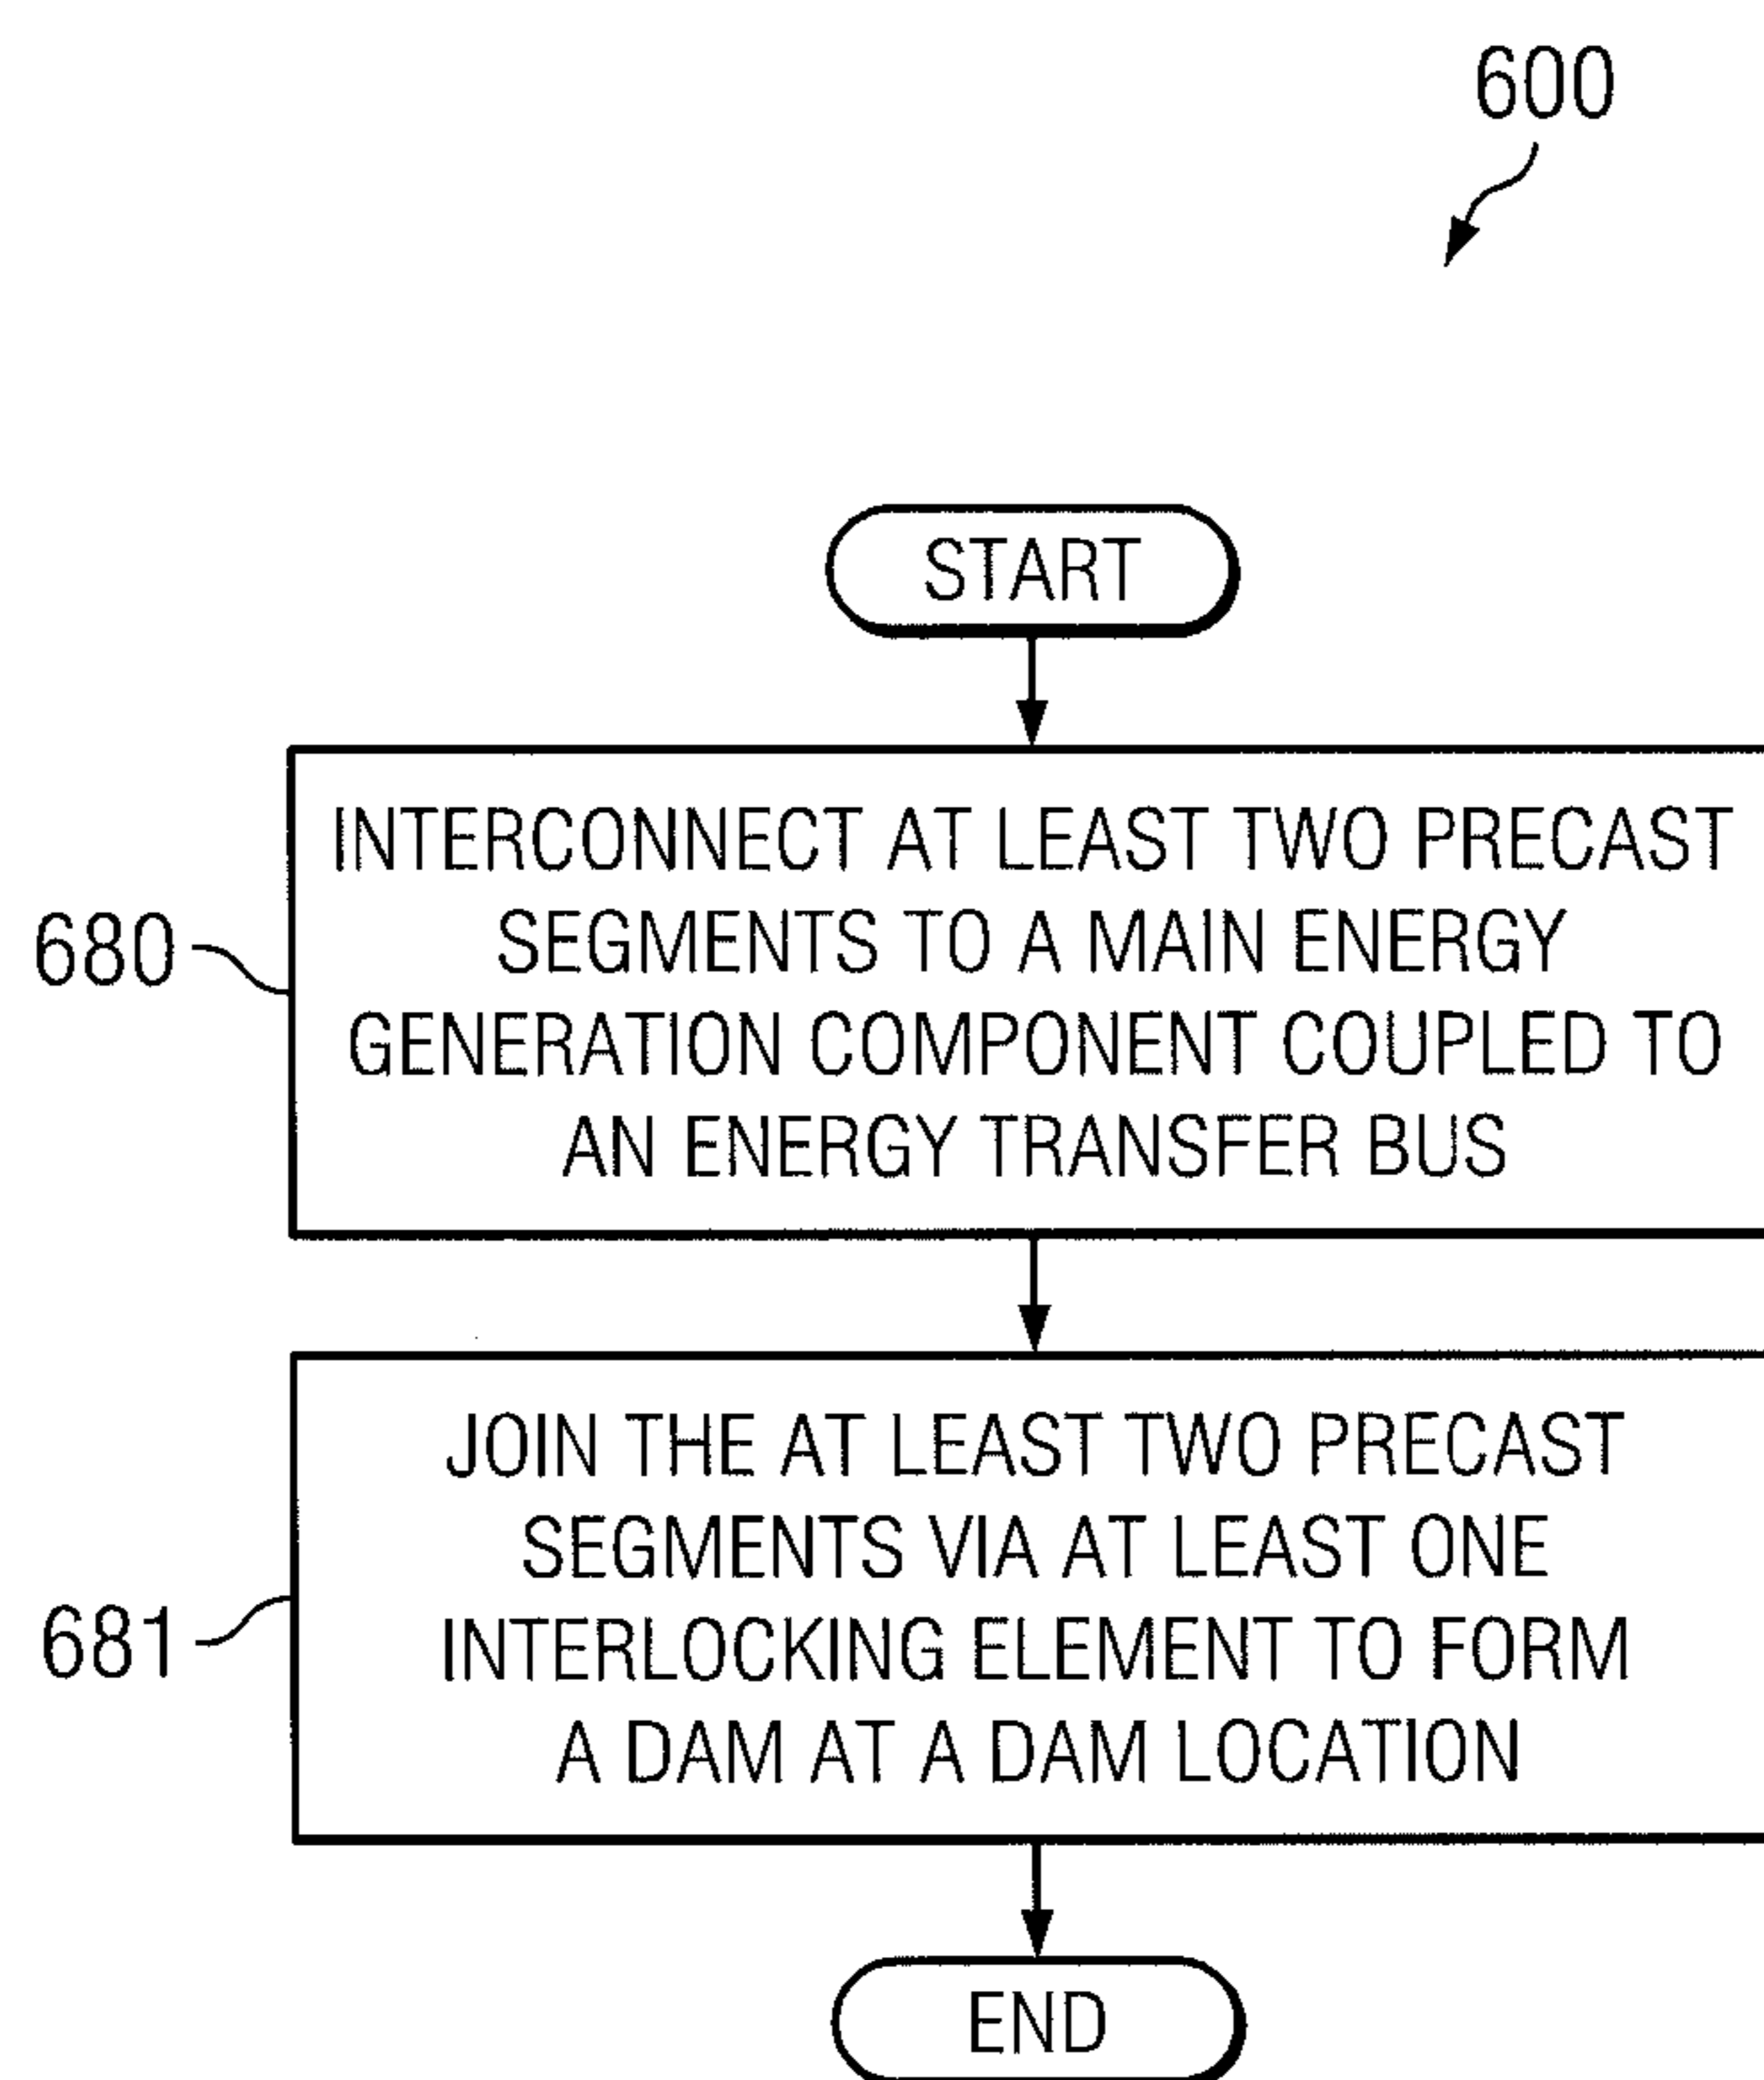 600
START
INTERCONNECT AT LEAST TWO PRECAST
SEGMENTS TO A MAIN ENERGY
GENERATION COMPONENT COUPLED TO
AN ENERGY TRANSFER BUS
680
JOIN THE AT LEAST TWO PRECAST
SEGMENTS VIA AT LEAST ONE
INTERLOCKING ELEMENT TO FORM
A DAM AT A DAM LOCATION
681
END